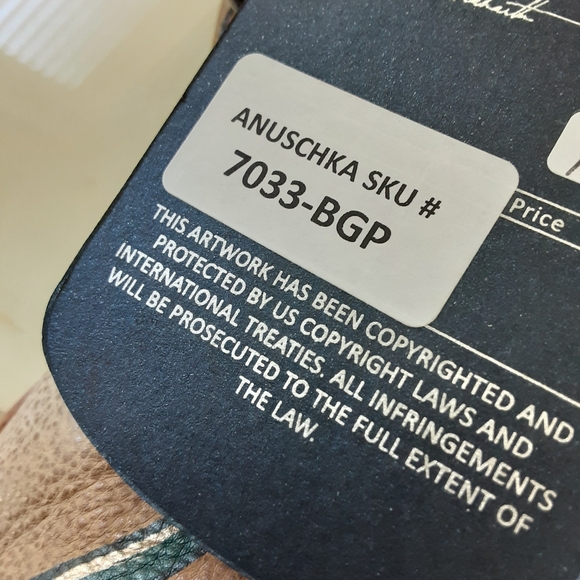 ANUSCHKA SKU #
7033-BGP
Price
THIS ARTWORK HAS BEEN COPYRIGHTED AND
PROTECTED BY US COPYRIGHT LAWS AND
INTERNATIONAL TREATIES. ALL INFRINGEMENTS
WILL BE PROSECUTED TO THE FULL EXTENT OF
THE LAW.